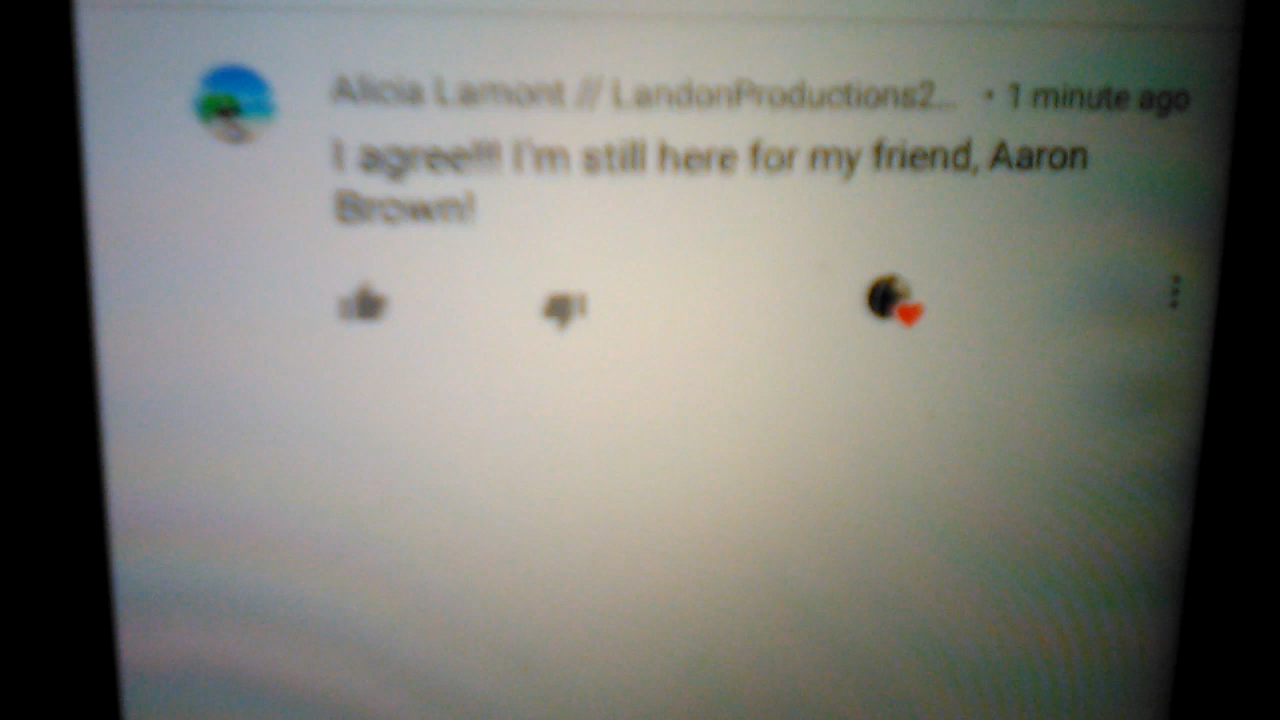 Alicia Lamont // LandonProductions2... • 1 minute ago
I agree!!! I'm still here for my friend, Aaron
Brown!